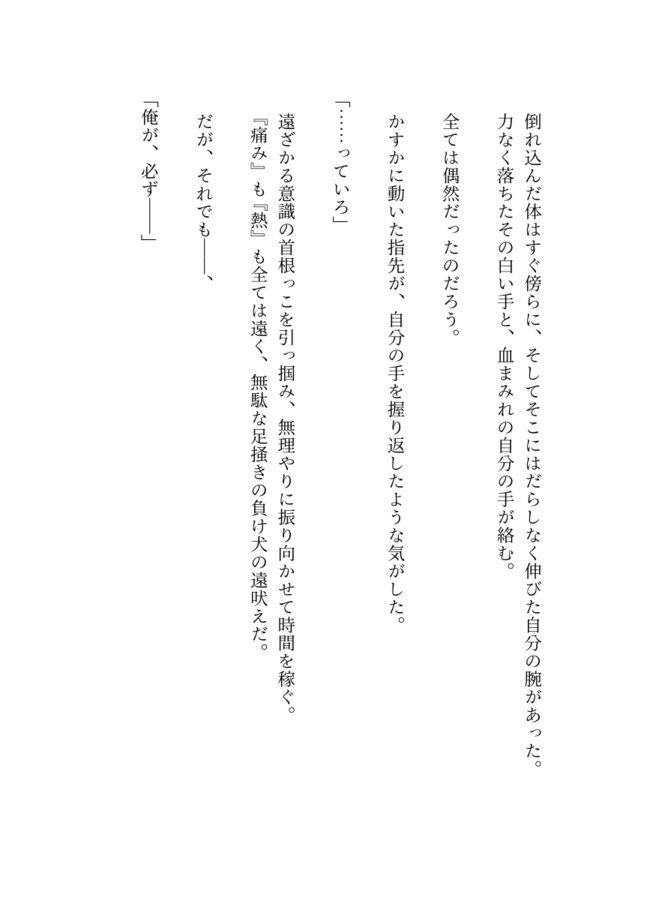 倒れ込んだ体はすぐ傍らに、そしてそこにはだらしなく伸びた自分の腕があった。
力なく落ちたその白い手と、血まみれの自分の手が絡む。
全ては偶然だったのだろう。
かすかに動いた指先が、自分の手を握り返したような気がした。
「……っていろ」
遠ざかる意識の首根っこを引っ掴み、無理やりに振り向かせて時間を稼ぐ。
『痛み』も『熱』も全ては遠く、無駄な足掻きの負け犬の遠吠えだ。
だが、それでも――、
「俺が、必ず――」